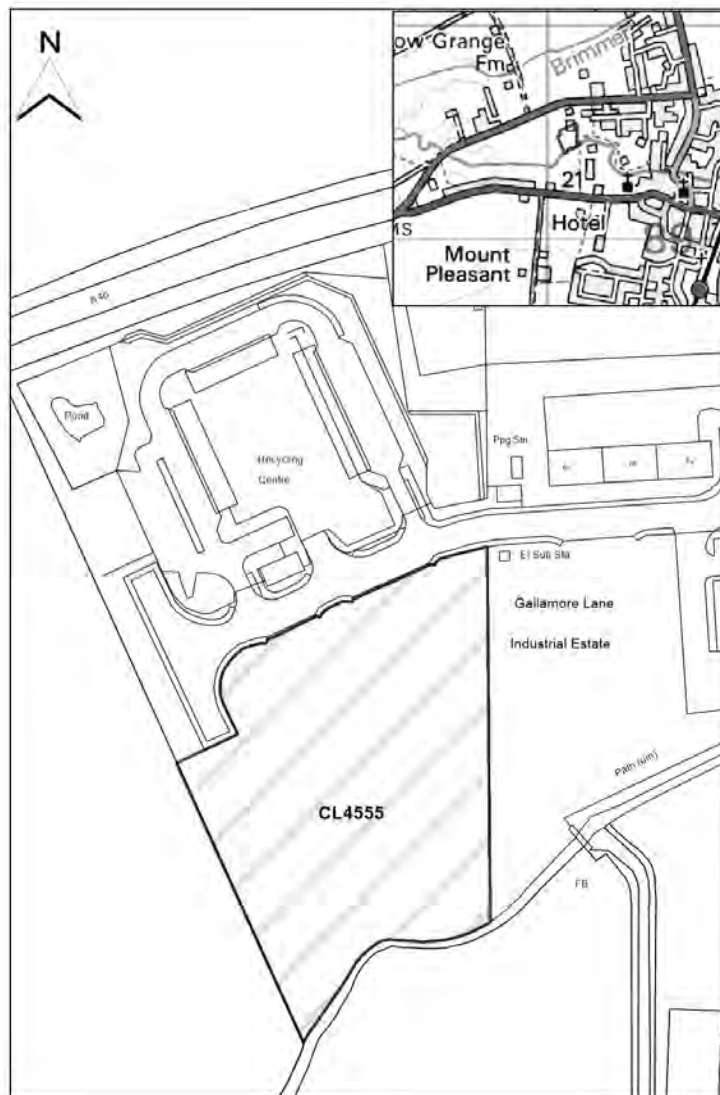 N
ow Grange
Fm
Brimmer
21
Hotel
MS
Mount
Pleasant
Pond
Recycling
Centre
Ppg Stn
El Sub Sta
Gallamore Lane
Industrial Estate
CL4555
Path (um)
FB